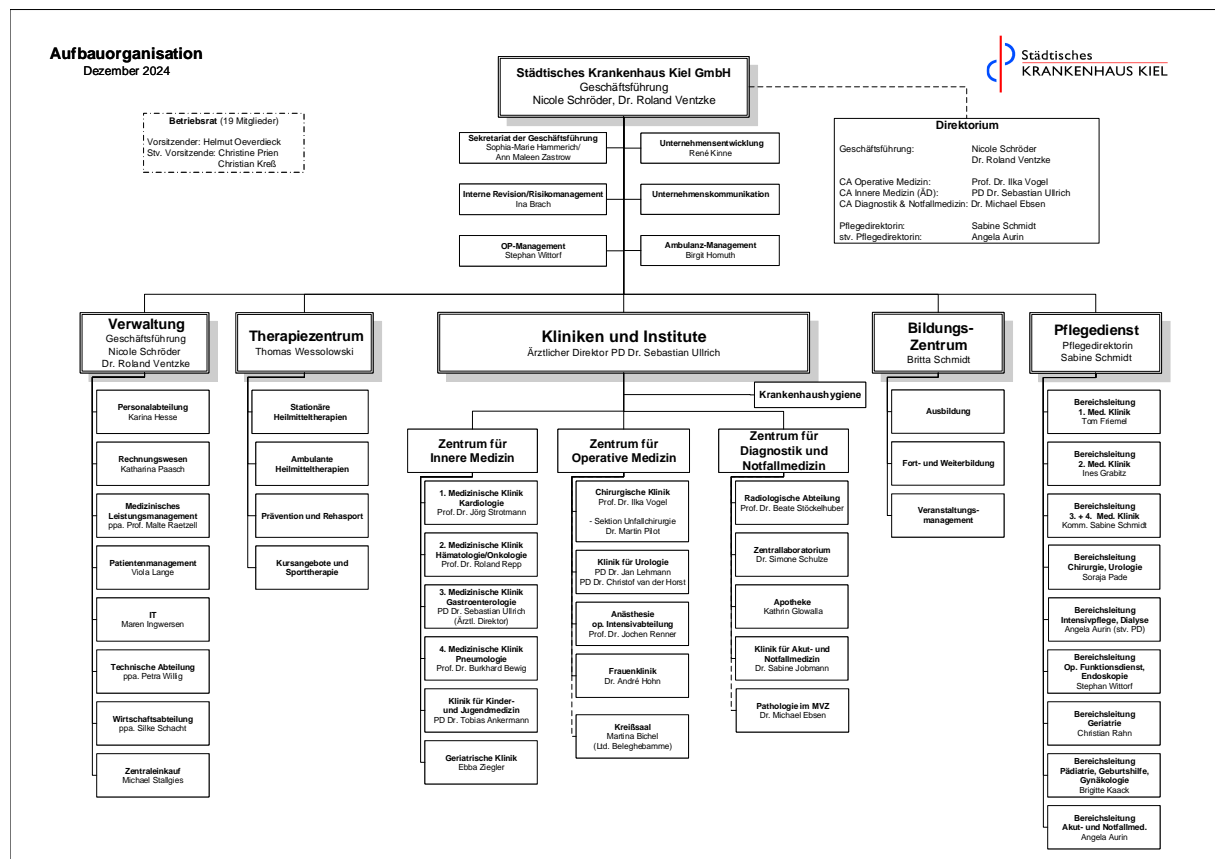 Aufbauorganisation
Dezember 2024
Städtisches
KRANKENHAUS KIEL
Städtisches Krankenhaus Kiel GmbH
Geschäftsführung
Nicole Schröder, Dr. Roland Ventzke
Betriebsrat (19 Mitglieder)
Vorsitzender: Helmut Oeverdieck
Stv. Vorsitzende: Christine Prien
Christian Kreß
Sekretariat der Geschäftsführung
Sophia-Marie Hammerich/
Ann Maleen Zastrow
Unternehmensentwicklung
René Kinne
Interne Revision/Risikomanagement
Ina Brach
Unternehmenskommunikation
OP-Management
Stephan Wittorf
Ambulanz-Management
Birgit Homuth
Direktorium
Geschäftsführung: Nicole Schröder
Dr. Roland Ventzke
CA Operative Medizin: Prof. Dr. Ilka Vogel
CA Innere Medizin (ÄD): PD Dr. Sebastian Ullrich
CA Diagnostik & Notfallmedizin: Dr. Michael Ebsen
Pflegedirektorin: Sabine Schmidt
stv. Pflegedirektorin: Angela Aurin
Verwaltung
Geschäftsführung
Nicole Schröder
Dr. Roland Ventzke
Personalabteilung
Karina Hesse
Rechnungswesen
Katharina Paasch
Medizinisches
Leistungsmanagement
ppa. Prof. Malte Raetzell
Patientenmanagement
Viola Lange
IT
Maren Ingwersen
Technische Abteilung
ppa. Petra Willig
Wirtschaftsabteilung
ppa. Silke Schacht
Zentraleinkauf
Michael Stallgies
Therapiezentrum
Thomas Wessolowski
Stationäre
Heilmitteltherapien
Ambulante
Heilmitteltherapien
Prävention und Rehasport
Kursangebote und
Sporttherapie
Kliniken und Institute
Ärztlicher Direktor PD Dr. Sebastian Ullrich
Krankenhaushygiene
Zentrum für
Innere Medizin
1. Medizinische Klinik
Kardiologie
Prof. Dr. Jörg Strotmann
2. Medizinische Klinik
Hämatologie/Onkologie
Prof. Dr. Roland Repp
3. Medizinische Klinik
Gastroenterologie
PD Dr. Sebastian Ullrich
(Ärztl. Direktor)
4. Medizinische Klinik
Pneumologie
Prof. Dr. Burkhard Bewig
Klinik für Kinder-
und Jugendmedizin
PD Dr. Tobias Ankermann
Geriatrische Klinik
Ebba Ziegler
Zentrum für
Operative Medizin
Chirurgische Klinik
Prof. Dr. Ilka Vogel
- Sektion Unfallchirurgie
Dr. Martin Pilot
Klinik für Urologie
PD Dr. Jan Lehmann
PD Dr. Christof van der Horst
Anästhesie
op. Intensivabteilung
Prof. Dr. Jochen Renner
Frauenklinik
Dr. André Hohn
Kreißsaal
Martina Bichel
(Ltd. Beleghebamme)
Zentrum für
Diagnostik und
Notfallmedizin
Radiologische Abteilung
Prof. Dr. Beate Stöckelhuber
Zentrallaboratorium
Dr. Simone Schulze
Apotheke
Kathrin Glowalla
Klinik für Akut- und
Notfallmedizin
Dr. Sabine Jobmann
Pathologie im MVZ
Dr. Michael Ebsen
Bildungs-
Zentrum
Britta Schmidt
Ausbildung
Fort- und Weiterbildung
Veranstaltungs-
management
Pflegedienst
Pflegedirektorin
Sabine Schmidt
Bereichsleitung
1. Med. Klinik
Tom Friemel
Bereichsleitung
2. Med. Klinik
Ines Grabitz
Bereichsleitung
3. + 4. Med. Klinik
Komm. Sabine Schmidt
Bereichsleitung
Chirurgie, Urologie
Soraja Pade
Bereichsleitung
Intensivpflege, Dialyse
Angela Aurin (stv. PD)
Bereichsleitung
Op. Funktionsdienst,
Endoskopie
Stephan Wittorf
Bereichsleitung
Geriatrie
Christian Rahn
Bereichsleitung
Pädiatrie, Geburtshilfe,
Gynäkologie
Brigitte Kaack
Bereichsleitung
Akut- und Notfallmed.
Angela Aurin